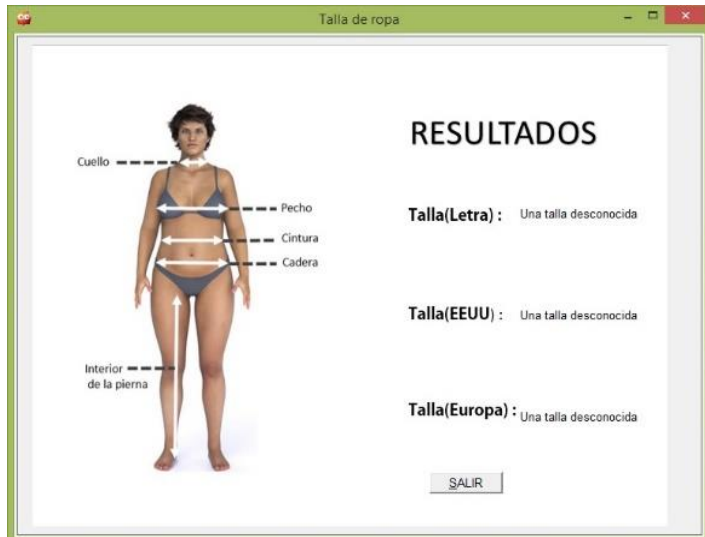 Talla de ropa
RESULTADOS
Cuello
Pecho
Cintura
Cadera
Interior
de la pierna
Talla(Letra) : Una talla desconocida
Talla(EEUU) : Una talla desconocida
Talla(Europa) : Una talla desconocida
SALIR